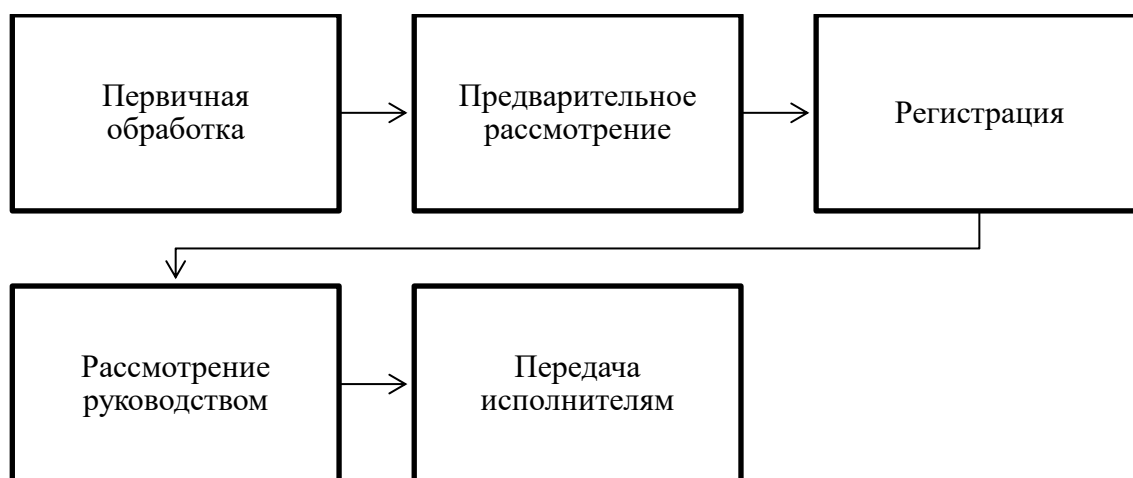 Первичная
обработка
Предварительное
рассмотрение
Регистрация
Рассмотрение
руководством
Передача
исполнителям